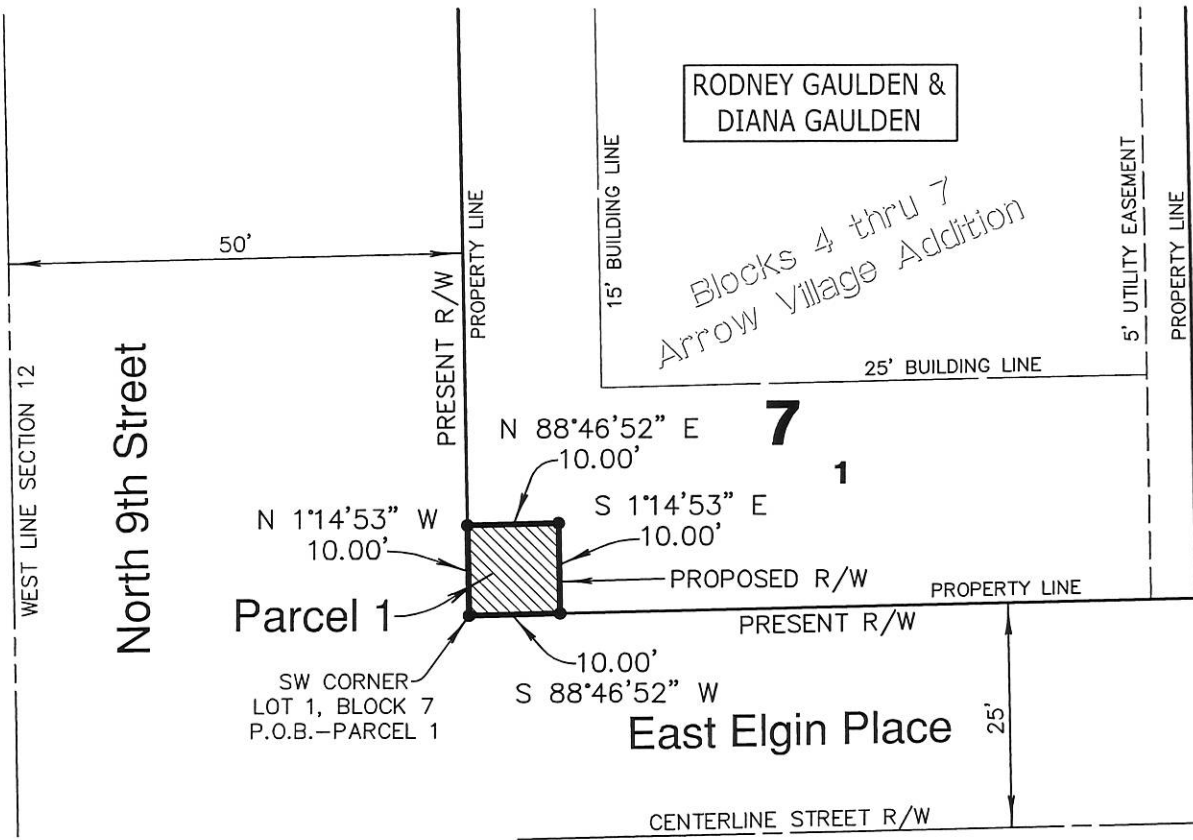 RODNEY GAULDEN &
DIANA GAULDEN
15' BUILDING LINE
Blocks 4 thru 7
Arrow Village Addition
5' UTILITY EASEMENT
PROPERTY LINE
50'
PROPERTY LINE
PRESENT R/W
25' BUILDING LINE
WEST LINE SECTION 12
North 9th Street
7
1
N 88°46'52" E
10.00'
N 1°14'53" W
10.00'
S 1°14'53" E
10.00'
PROPOSED R/W
PROPERTY LINE
Parcel 1
PRESENT R/W
10.00'
S 88°46'52" W
SW CORNER
LOT 1, BLOCK 7
P.O.B.-PARCEL 1
East Elgin Place
25'
CENTERLINE STREET R/W